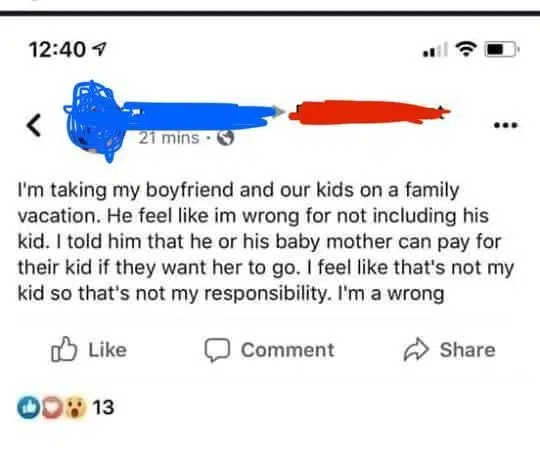 12:40
21 mins ·
I'm taking my boyfriend and our kids on a family
vacation. He feel like im wrong for not including his
kid. I told him that he or his baby mother can pay for
their kid if they want her to go. I feel like that's not my
kid so that's not my responsibility. I'm a wrong
Like Comment Share
13